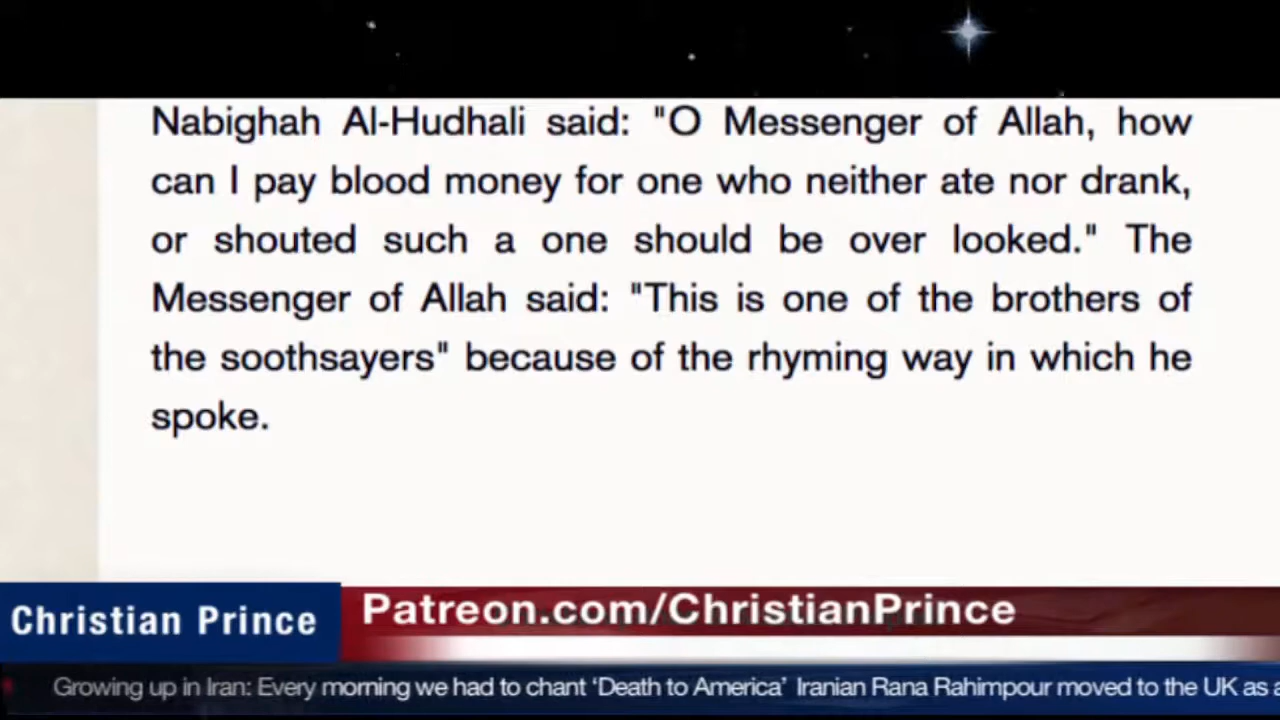 Nabighah Al-Hudhali said: "O Messenger of Allah, how
can I pay blood money for one who neither ate nor drank,
or shouted such a one should be over looked." The
Messenger of Allah said: "This is one of the brothers of
the soothsayers" because of the rhyming way in which he
spoke.
Christian Prince
Patreon.com/ChristianPrince
Growing up in Iran: Every morning we had to chant ‘Death to America’ Iranian Rana Rahimpour moved to the UK as a